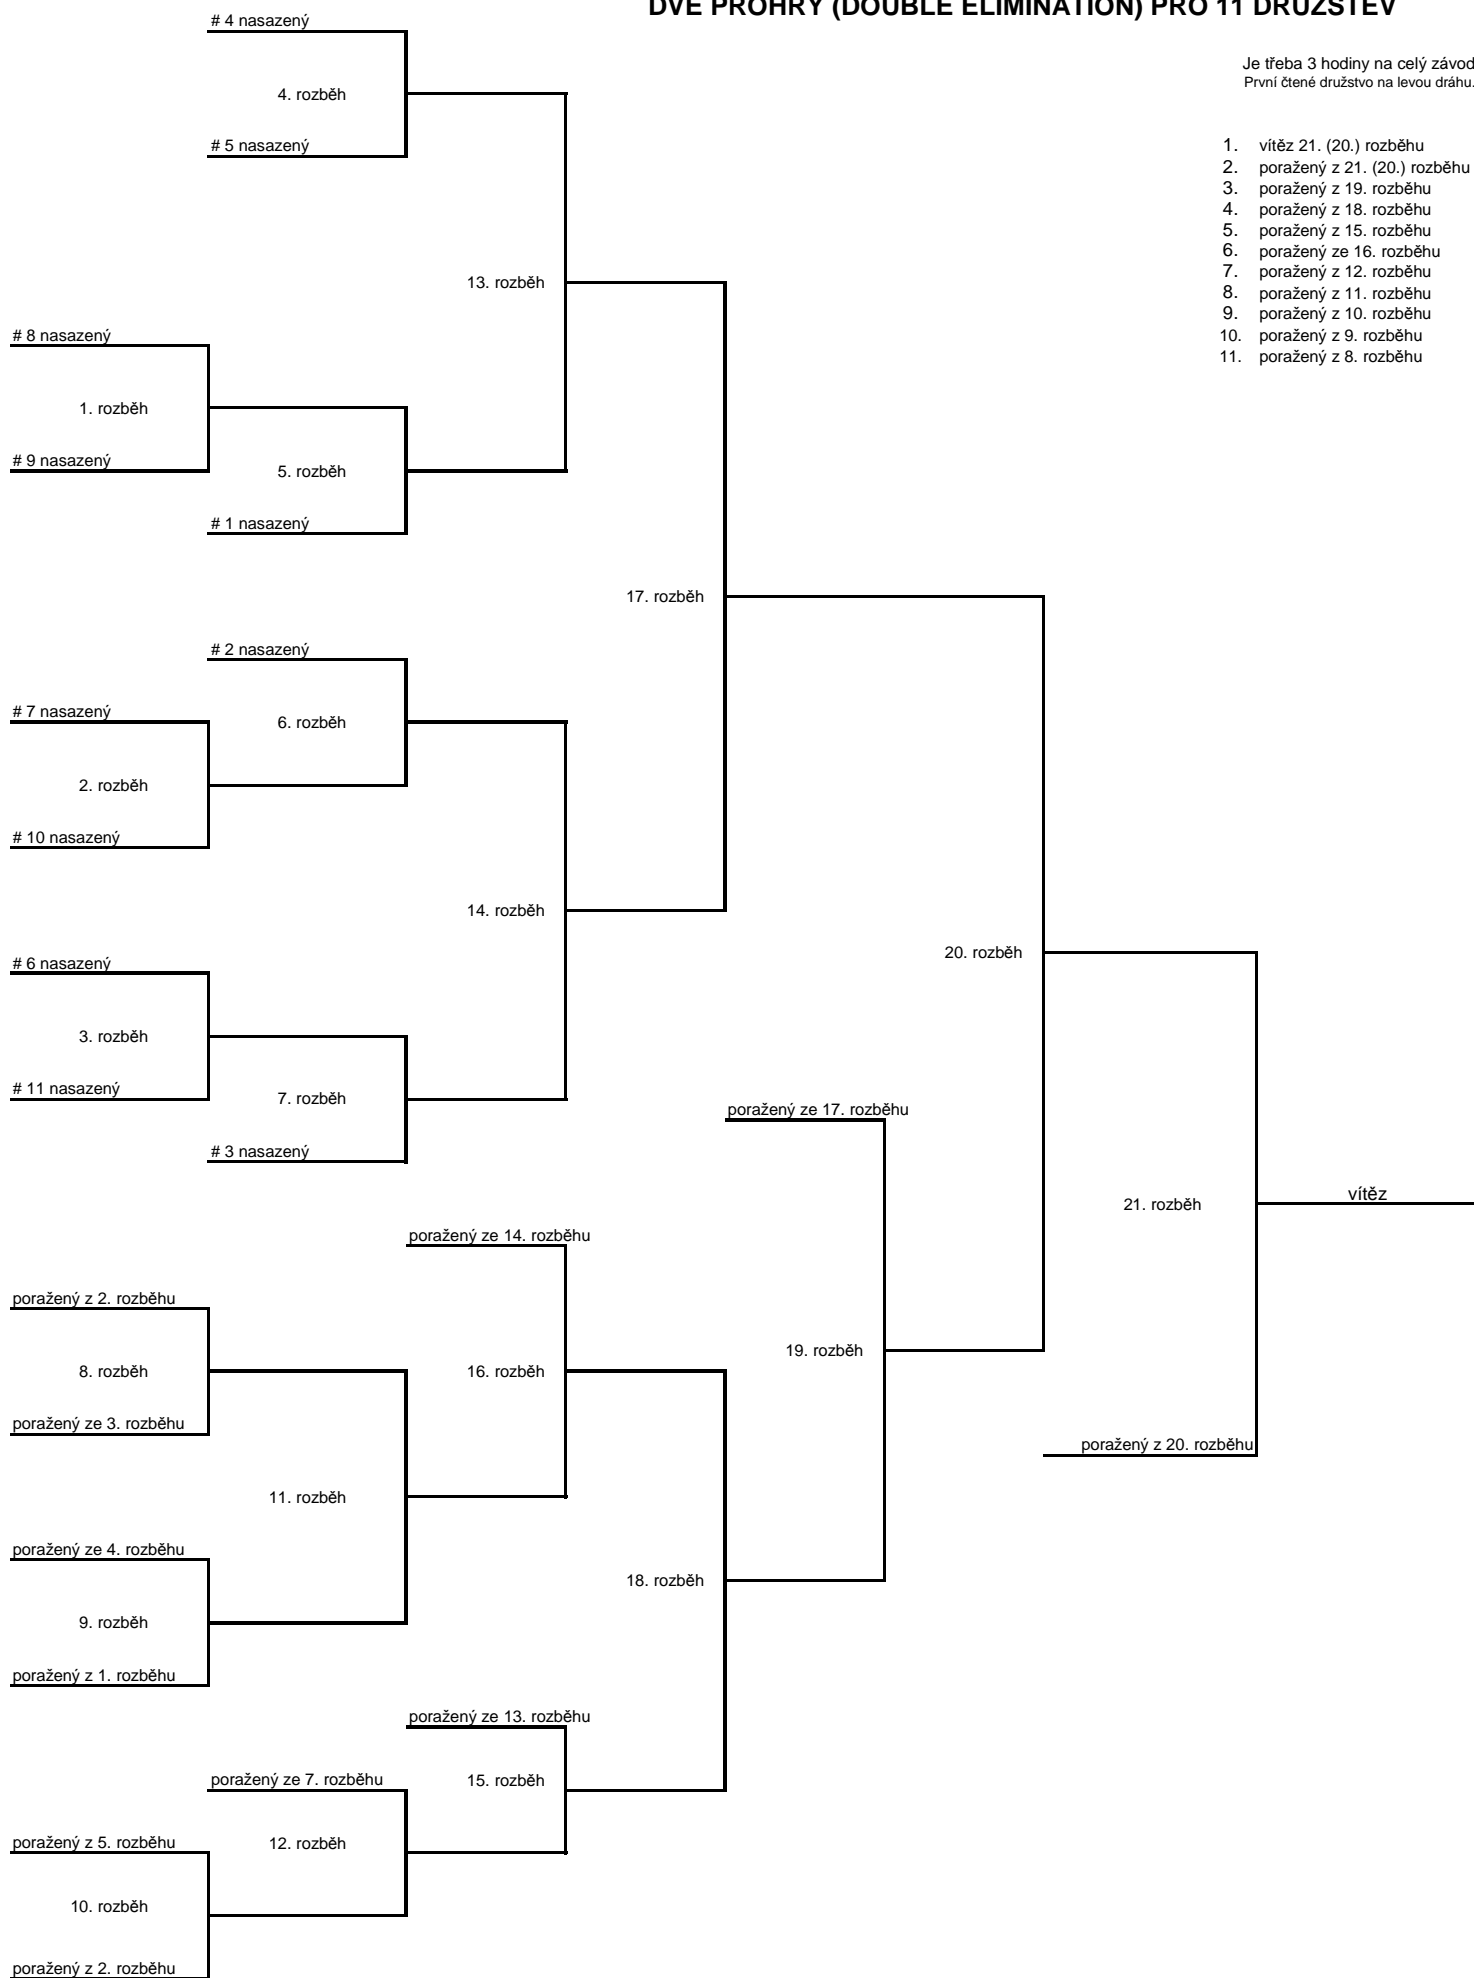 DVĚ PROHRY (DOUBLE ELIMINATION) PRO 11 DRUŽSTEV
# 4 nasazený
Je třeba 3 hodiny na celý závod
První čtené družstvo na levou dráhu.
4. rozběh
# 5 nasazený
1. vítěz 21. (20.) rozběhu
2. poražený z 21. (20.) rozběhu
3. poražený z 19. rozběhu
4. poražený z 18. rozběhu
5. poražený z 15. rozběhu
6. poražený ze 16. rozběhu
7. poražený z 12. rozběhu
8. poražený z 11. rozběhu
9. poražený z 10. rozběhu
10. poražený z 9. rozběhu
11. poražený z 8. rozběhu
13. rozběh
# 8 nasazený
1. rozběh
# 9 nasazený
5. rozběh
# 1 nasazený
17. rozběh
# 2 nasazený
# 7 nasazený
6. rozběh
2. rozběh
# 10 nasazený
14. rozběh
20. rozběh
# 6 nasazený
3. rozběh
# 11 nasazený
7. rozběh
poražený ze 17. rozběhu
# 3 nasazený
21. rozběh
vítěz
poražený ze 14. rozběhu
poražený z 2. rozběhu
19. rozběh
8. rozběh
16. rozběh
poražený ze 3. rozběhu
poražený z 20. rozběhu
11. rozběh
poražený ze 4. rozběhu
18. rozběh
9. rozběh
poražený z 1. rozběhu
poražený ze 13. rozběhu
poražený ze 7. rozběhu
15. rozběh
poražený z 5. rozběhu
12. rozběh
10. rozběh
poražený z 2. rozběhu